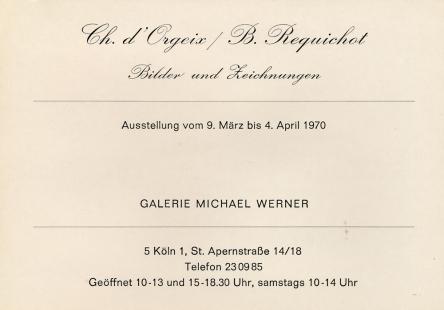 Ch. d'Orgeix / B. Requichot
Bilder und Zeichnungen
Ausstellung vom 9. März bis 4. April 1970
GALERIE MICHAEL WERNER
5 Köln 1, St. Apernstraße 14/18
Telefon 230985
Geöffnet 10-13 und 15-18.30 Uhr, samstags 10-14 Uhr